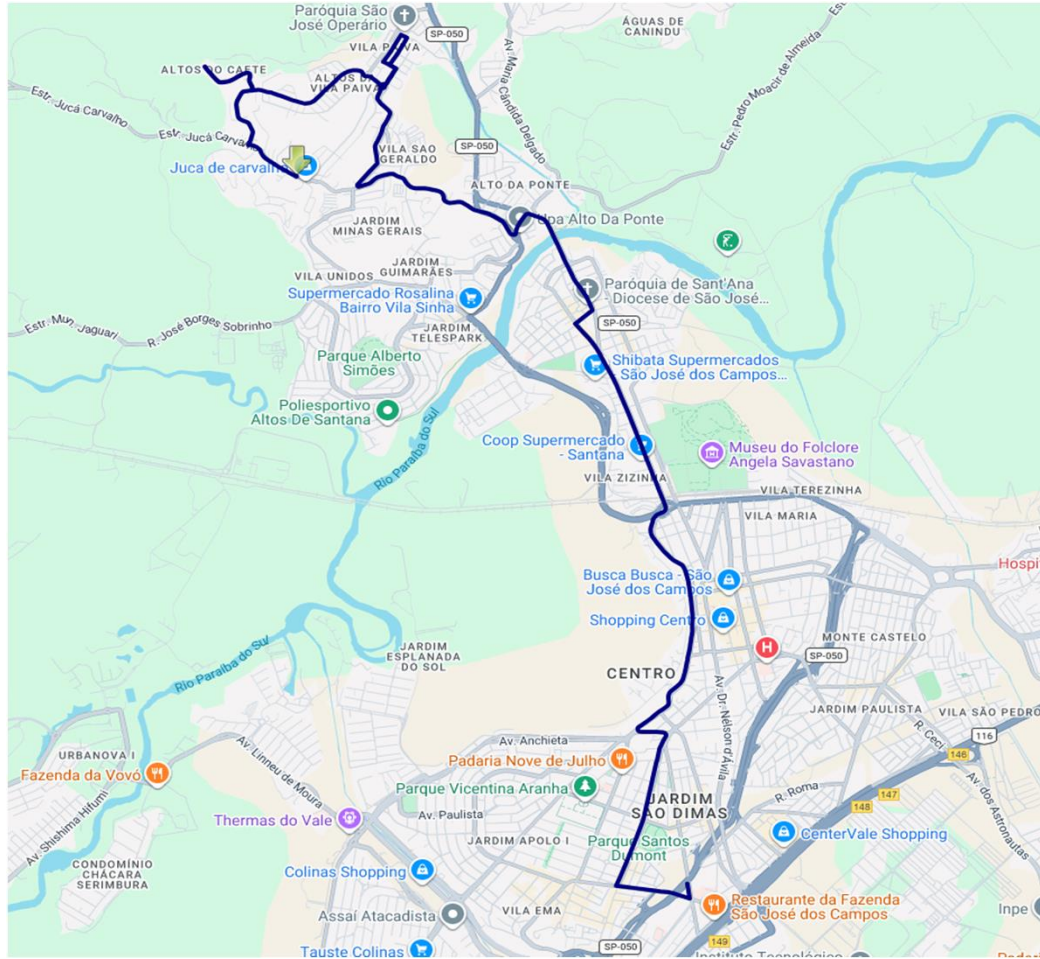 Paróquia São
José Operário
SP-050
ÁGUAS DE
CANINDU
VILA PAIVA
ALTOS DO CAETE
ALTOS DA
VILA PAIVA
Av. Maria Cândida Delgado
Estr. Pedro Moacir de Almeida
Estr. Jucá Carvalho
Estr. Jucá Carvalho
Juca de carvalho
VILA SAO
GERALDO
SP-050
ALTO DA PONTE
Upa Alto Da Ponte
JARDIM
MINAS GERAIS
JARDIM
GUIMARÃES
VILA UNIDOS
Supermercado Rosalina
Bairro Vila Sinha
Paróquia de Sant'Ana
- Diocese de São José...
SP-050
Estr. Mun. Jaguari
R. José Borges Sobrinho
JARDIM
TELESPARK
Parque Alberto
Simões
Shibata Supermercados
São José dos Campos...
Poliesportivo
Altos De Santana
Rio Paraíba do Sul
Coop Supermercado
- Santana
Museu do Folclore
Angela Savastano
VILA ZIZINHA
VILA TEREZINHA
VILA MARIA
Busca Busca - São
José dos Campos
Hospi
Shopping Centro
Rio Paraíba do Sul
JARDIM
ESPLANADA
DO SOL
MONTE CASTELO
H
SP-050
CENTRO
Av. Dr. Nélson d'Ávila
JARDIM PAULISTA
VILA SÃO PEDRO
R. Ceci
116
URBANOVA I
Av. Anchieta
Fazenda da Vovó
Av. Linneu de Moura
Padaria Nove de Julho
146
Parque Vicentina Aranha
R. Roma
147
148
Av. dos Astronautas
Av. Shishima Hifumi
Thermas do Vale
Av. Paulista
JARDIM
SAO DIMAS
CenterVale Shopping
JARDIM APOLO I
Parque Santos
Dumont
CONDOMÍNIO
CHÁCARA
SERIMBURA
Colinas Shopping
Restaurante da Fazenda
São José dos Campos
Assaí Atacadista
VILA EMA
Inpe
Tauste Colinas
SP-050
149
Instituto Tecnológico